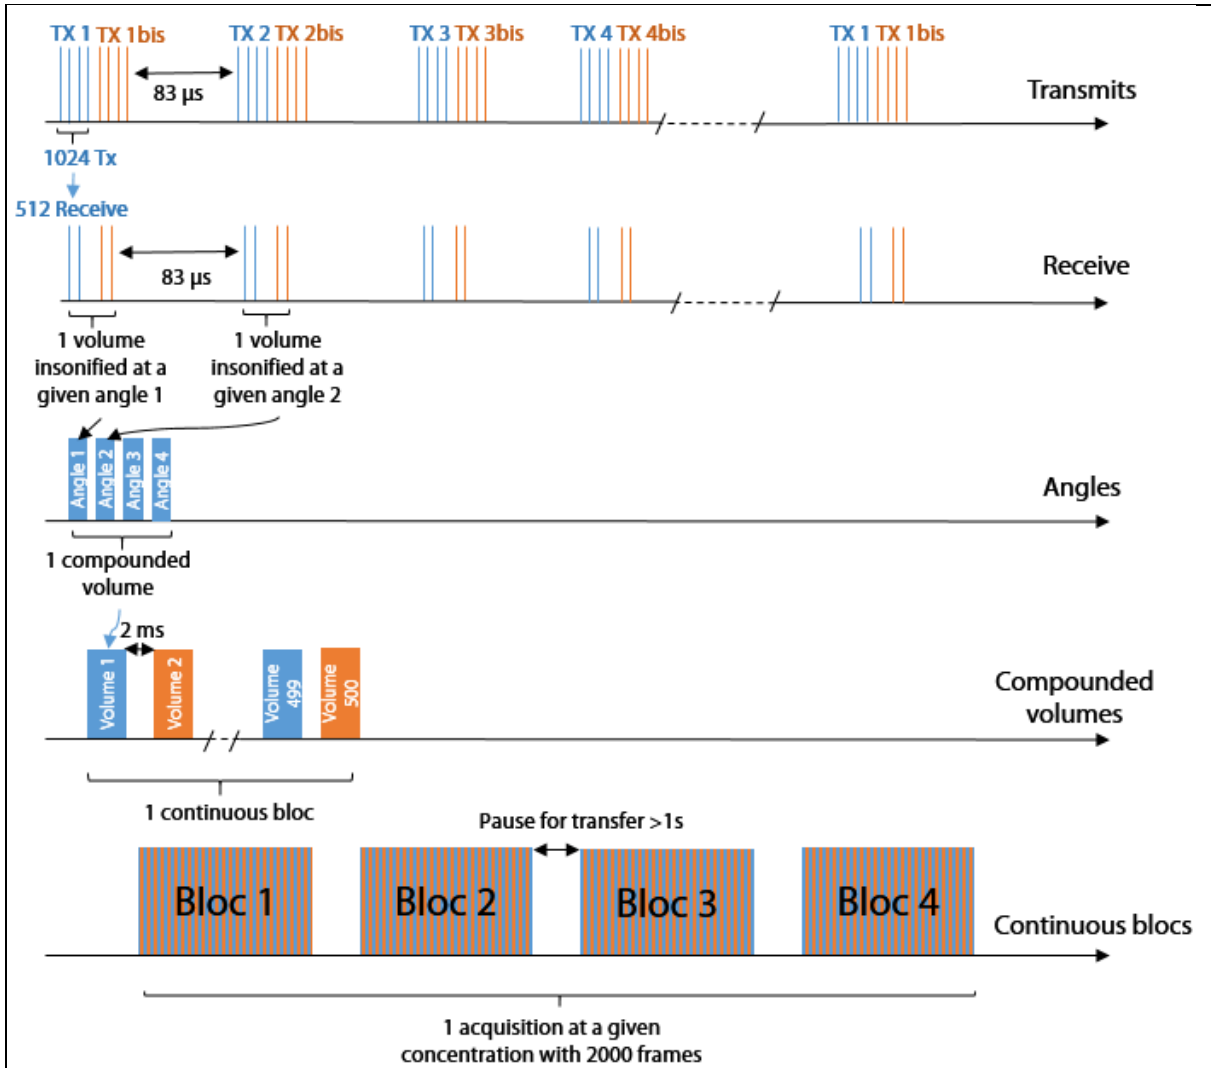 TX 1 TX 1bis TX 2 TX 2bis TX 3 TX 3bis TX 4 TX 4bis TX 1 TX 1bis
83 µs
Transmits
1024 Tx
512 Receive
83 µs
Receive
1 volume
insonified at a
given angle 1
1 volume
insonified at a
given angle 2
Angle 1
Angle 2
Angle 3
Angle 4
Angles
1 compounded
volume
2 ms
Volume 1
Volume 2
Volume
499
Volume
500
Compounded
volumes
1 continuous bloc
Pause for transfer >1s
Bloc 1 Bloc 2 Bloc 3 Bloc 4
Continuous blocs
1 acquisition at a given
concentration with 2000 frames